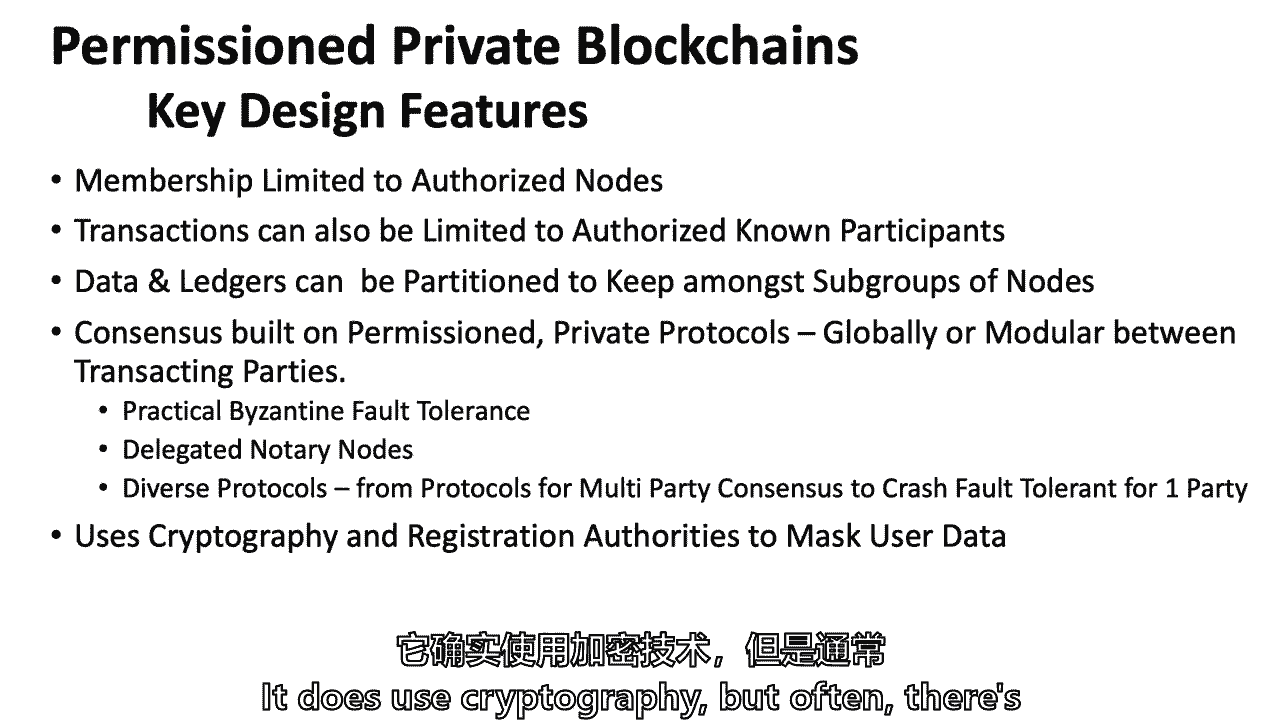 Permissioned Private Blockchains
Key Design Features
• Membership Limited to Authorized Nodes
• Transactions can also be Limited to Authorized Known Participants
• Data & Ledgers can  be Partitioned to Keep amongst Subgroups of Nodes
• Consensus built on Permissioned, Private Protocols – Globally or Modular between
Transacting Parties.
• Practical Byzantine Fault Tolerance
• Delegated Notary Nodes
• Diverse Protocols – from Protocols for Multi Party Consensus to Crash Fault Tolerant for 1 Party
• Uses Cryptography and Registration Authorities to Mask User Data
它确实使用加密技术，但是通常
It does use cryptography, but often, there's